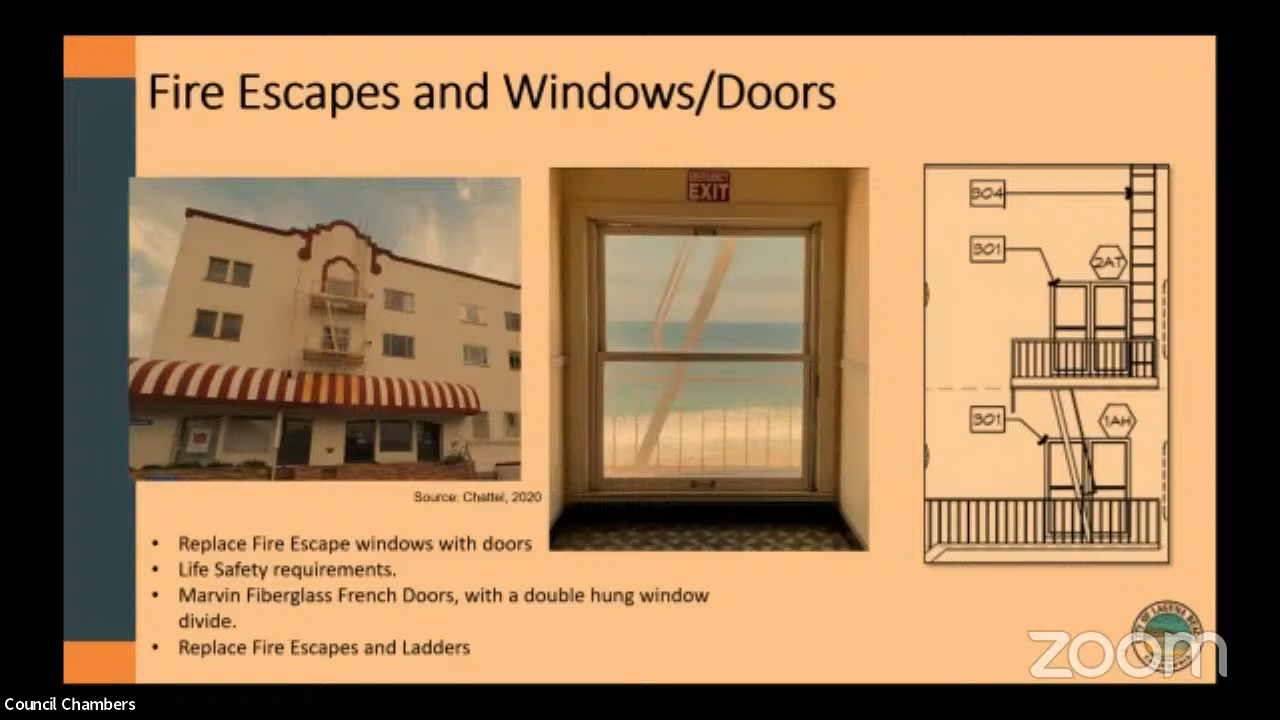 Fire Escapes and Windows/Doors
EMERGENCY
EXIT
304
301
2AT
301
1AH
Source: Chattel, 2020
• Replace Fire Escape windows with doors
• Life Safety requirements.
• Marvin Fiberglass French Doors, with a double hung window
divide.
• Replace Fire Escapes and Ladders
zoom
Council Chambers